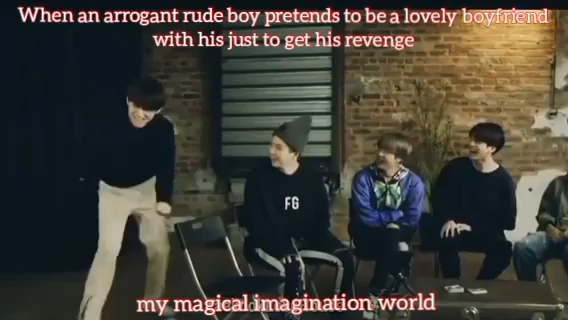 When an arrogant rude boy pretends to be a lovely boyfriend
with his just to get his revenge
FG
my magical imagination world